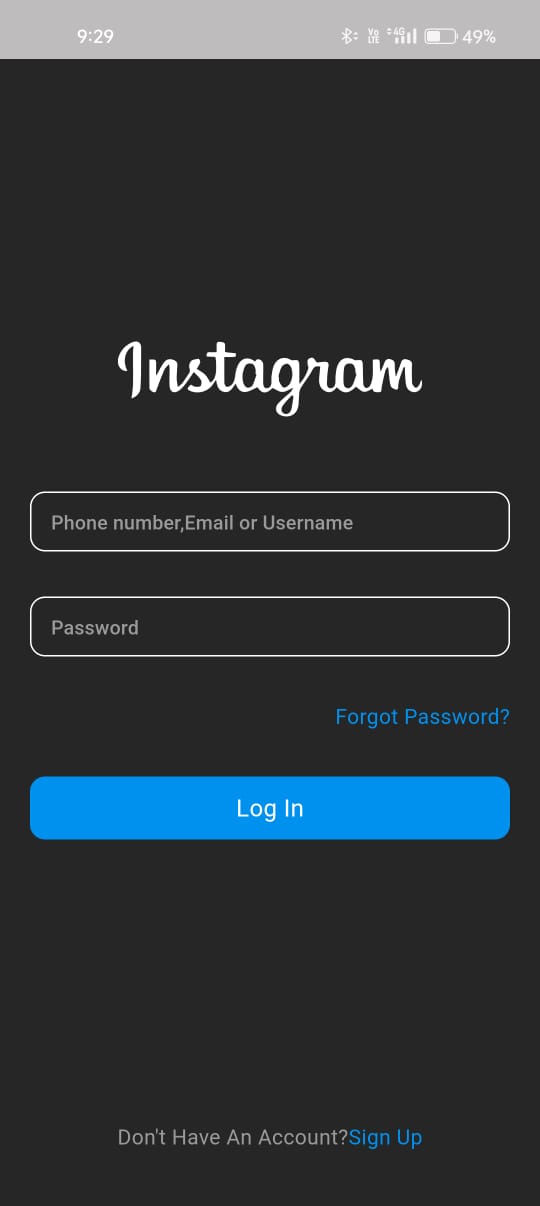 9:29 Vo LTE 4G 49%
Instagram
Phone number,Email or Username
Password
Forgot Password?
Log In
Don't Have An Account?Sign Up